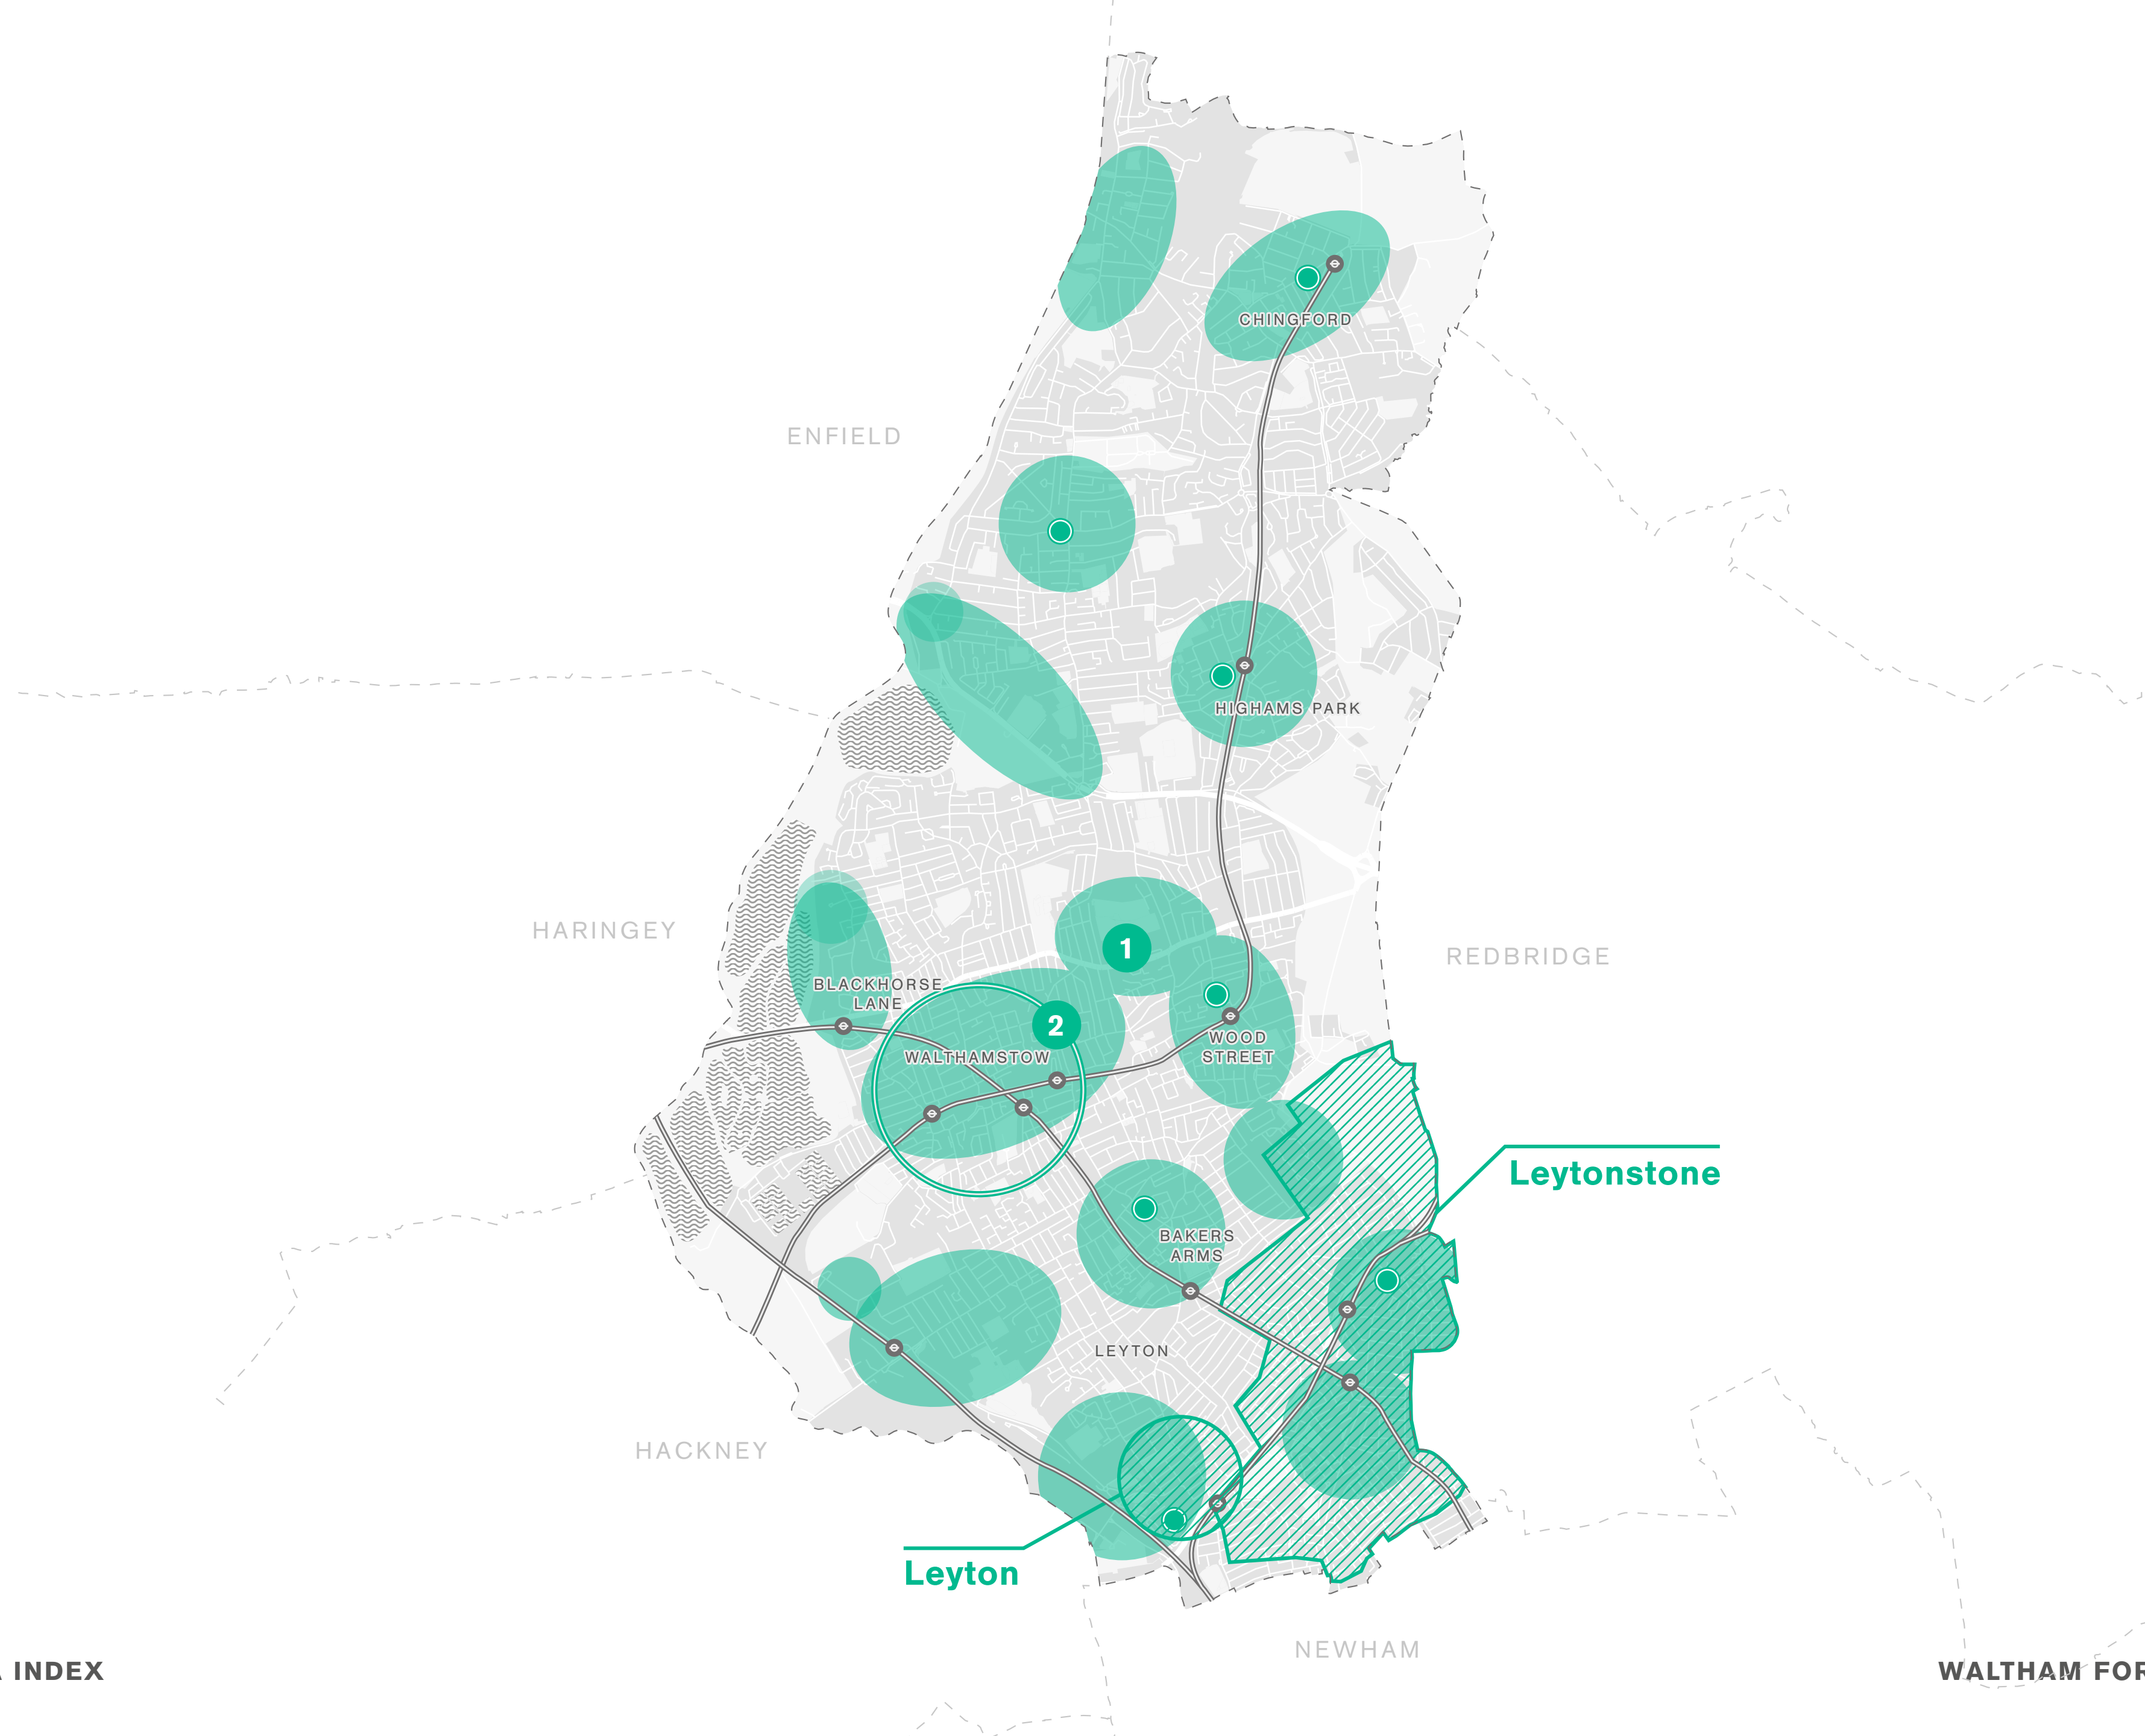 CHINGFORD
ENFIELD
HIGHAMS PARK
HARINGEY
1
REDBRIDGE
BLACKHORSE
LANE
2
WALTHAMSTOW
WOOD
STREET
Leytonstone
BAKERS
ARMS
LEYTON
HACKNEY
Leyton
NEWHAM
INDEX
WALTHAM